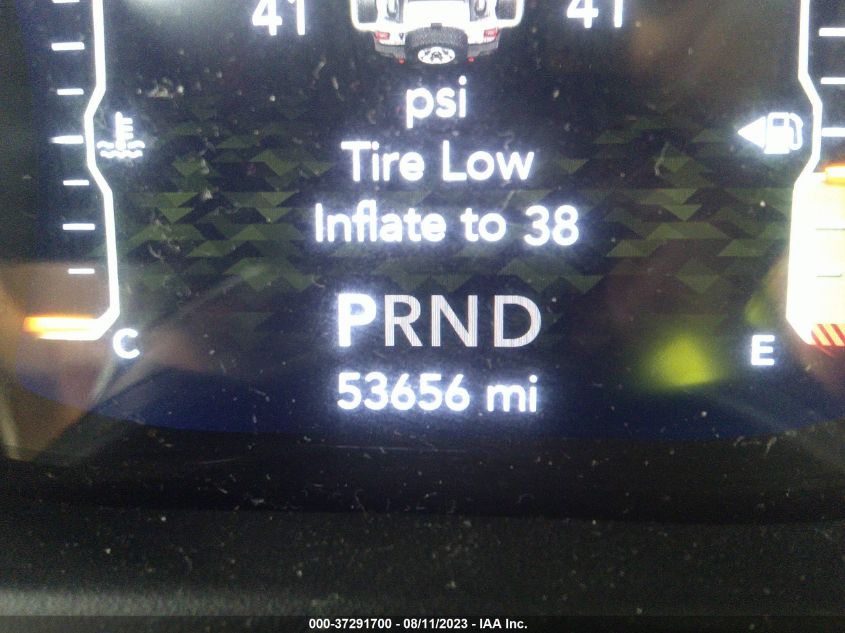 41 41
psi
Tire Low
Inflate to 38
PRND
C E
53656 mi
000-37291700 - 08/11/2023 - IAA Inc.